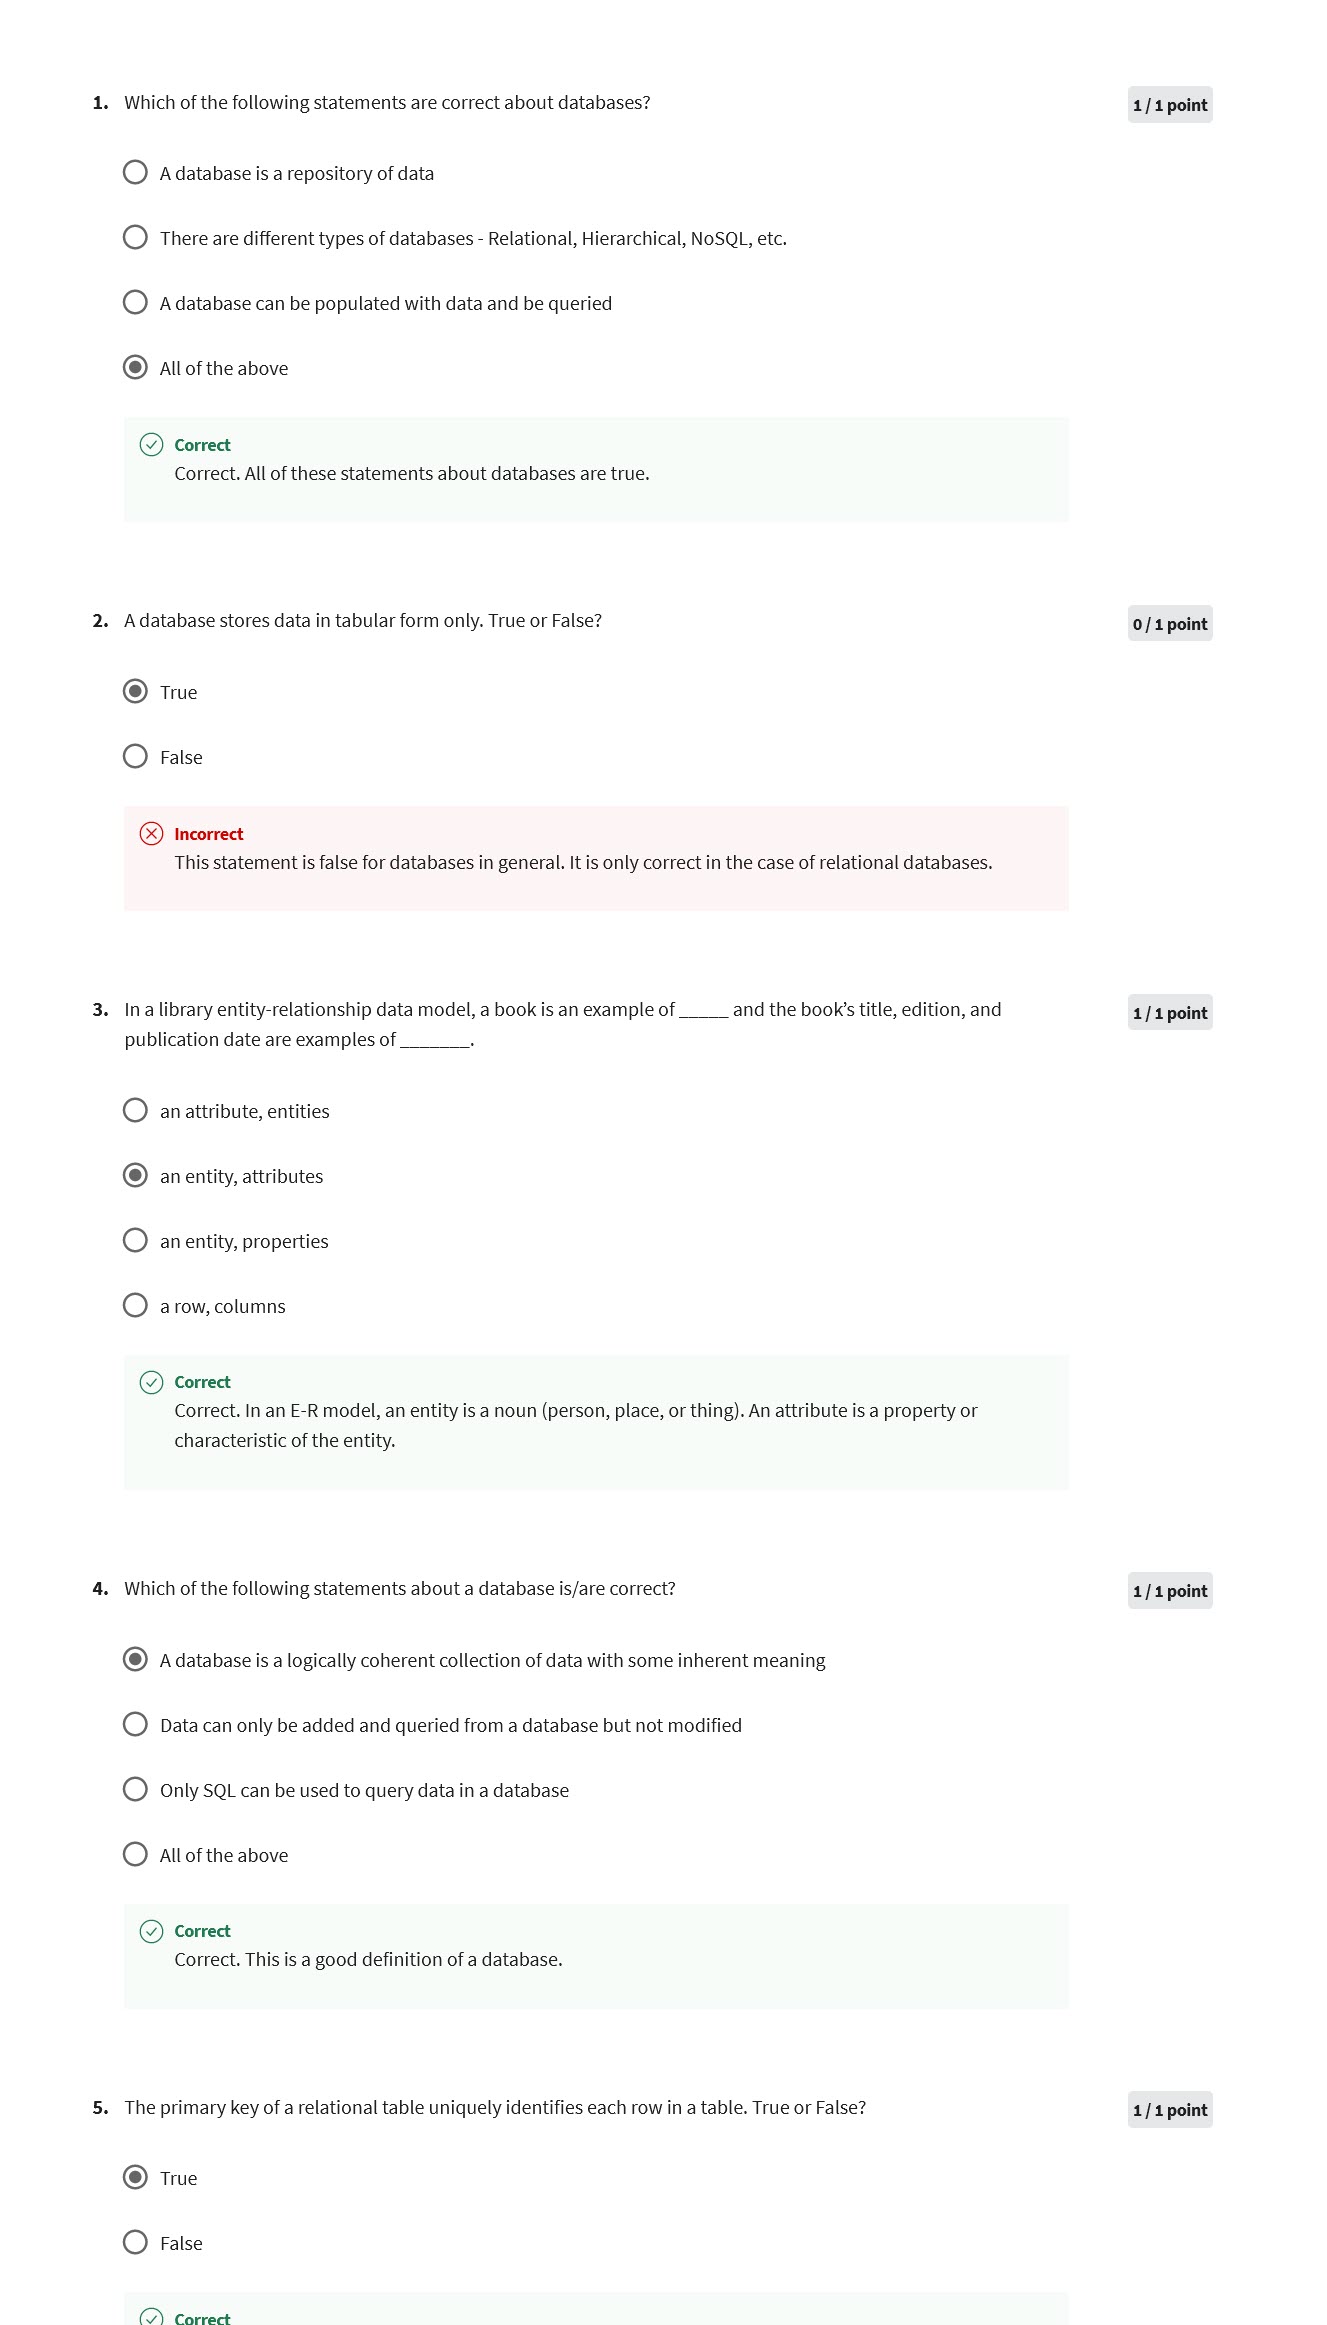 1. Which of the following statements are correct about databases?
1 / 1 point
A database is a repository of data
There are different types of databases - Relational, Hierarchical, NoSQL, etc.
A database can be populated with data and be queried
All of the above
Correct
Correct. All of these statements about databases are true.
2. A database stores data in tabular form only. True or False?
0 / 1 point
True
False
Incorrect
This statement is false for databases in general. It is only correct in the case of relational databases.
3. In a library entity-relationship data model, a book is an example of _____ and the book’s title, edition, and
1 / 1 point
publication date are examples of _______.
an attribute, entities
an entity, attributes
an entity, properties
a row, columns
Correct
Correct. In an E-R model, an entity is a noun (person, place, or thing). An attribute is a property or
characteristic of the entity.
4. Which of the following statements about a database is/are correct?
1 / 1 point
A database is a logically coherent collection of data with some inherent meaning
Data can only be added and queried from a database but not modified
Only SQL can be used to query data in a database
All of the above
Correct
Correct. This is a good definition of a database.
5. The primary key of a relational table uniquely identifies each row in a table. True or False?
1 / 1 point
True
False
Correct